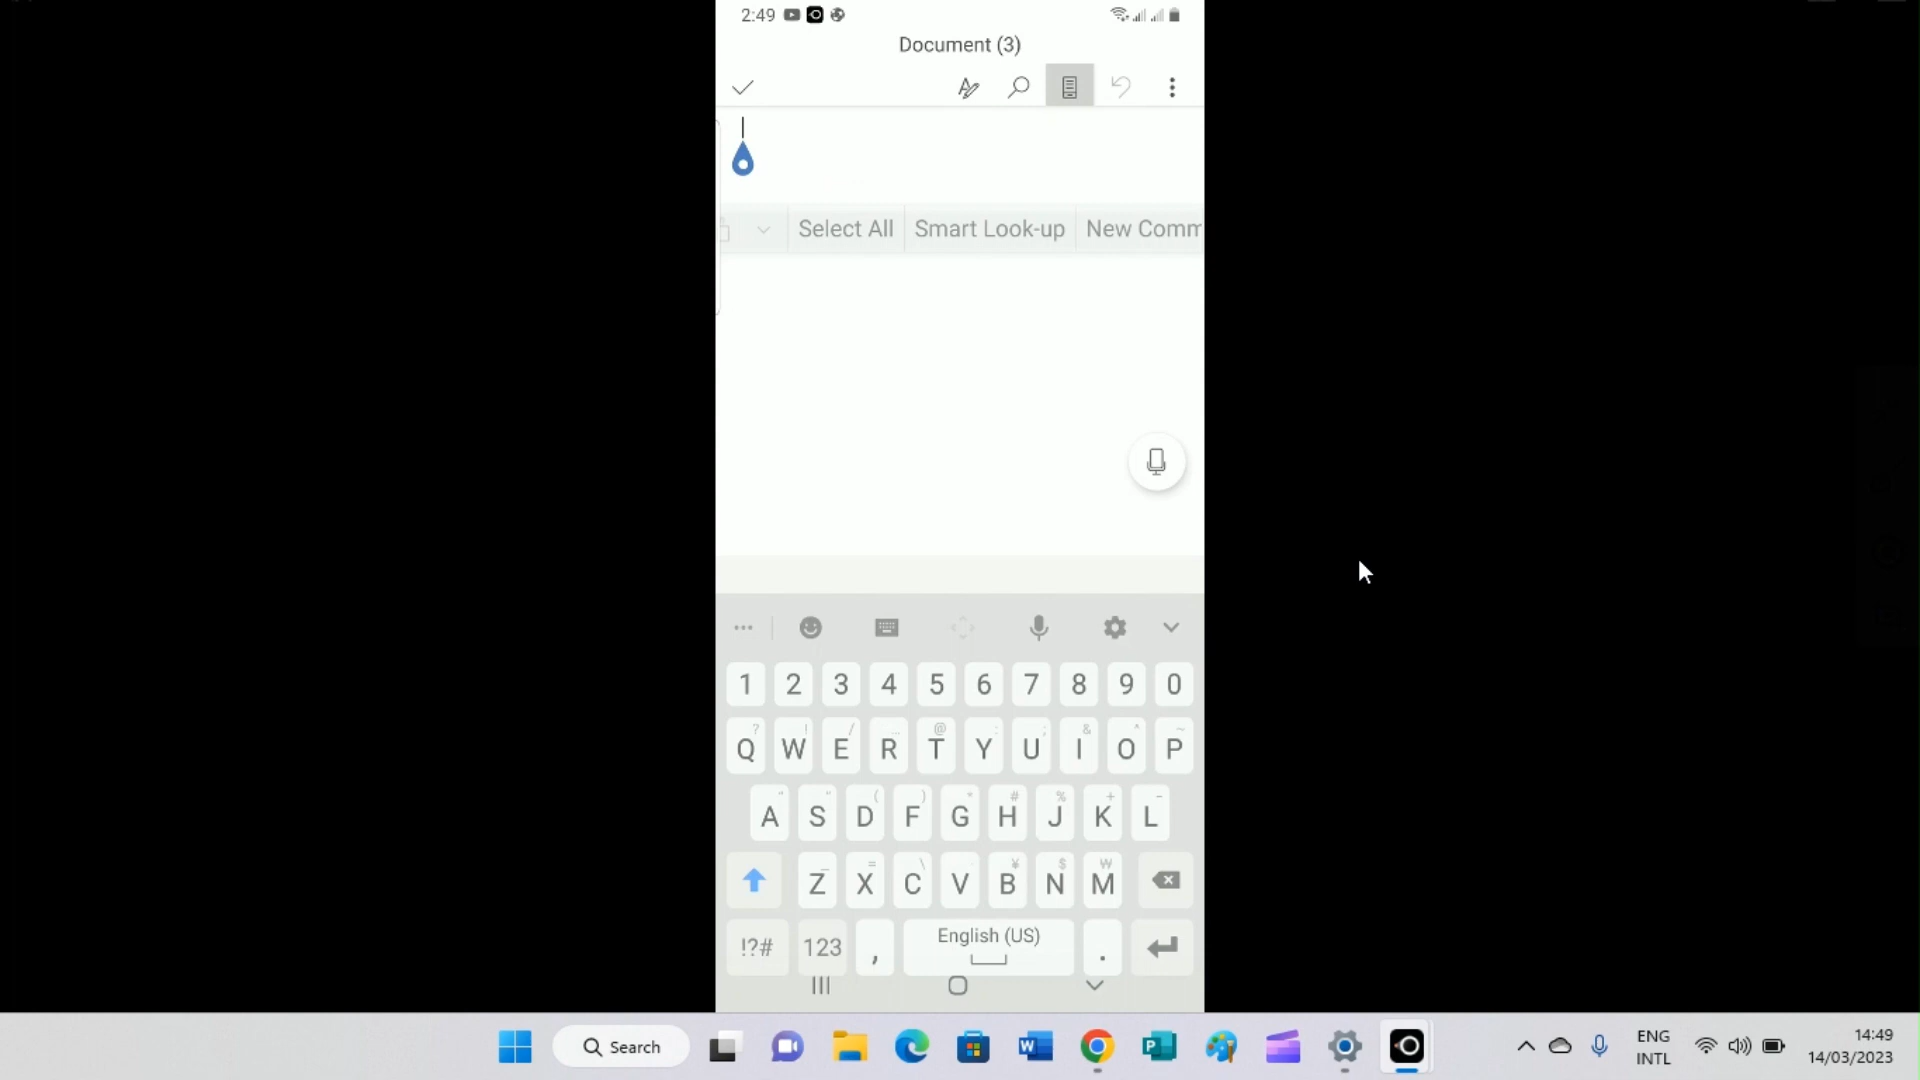 2:49
Document (3)
Select All Smart Look-up New Comm
1 2 3 4 5 6 7 8 9 0
Q W E R T Y U I O P
A S D F G H J K L
Z X C V B N M
!?# 123 , English (US) .
Search
ENG
INTL
14:49
14/03/2023